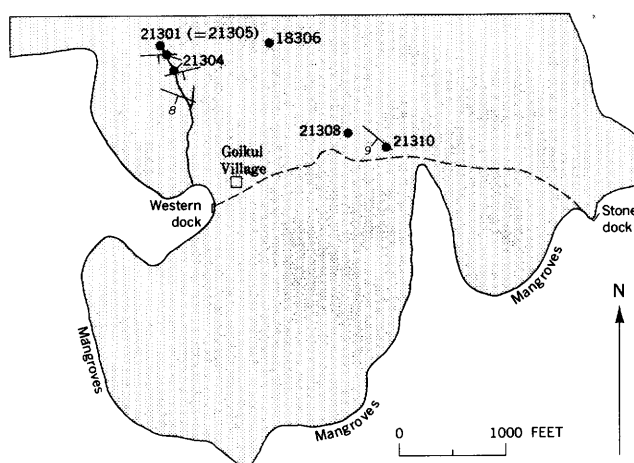 21301 (=21305)
18306
21304
8
21308
9
21310
Goikul
Village
Western
dock
Stone
dock
Mangroves
Mangroves
Mangroves
N
0
1000 FEET